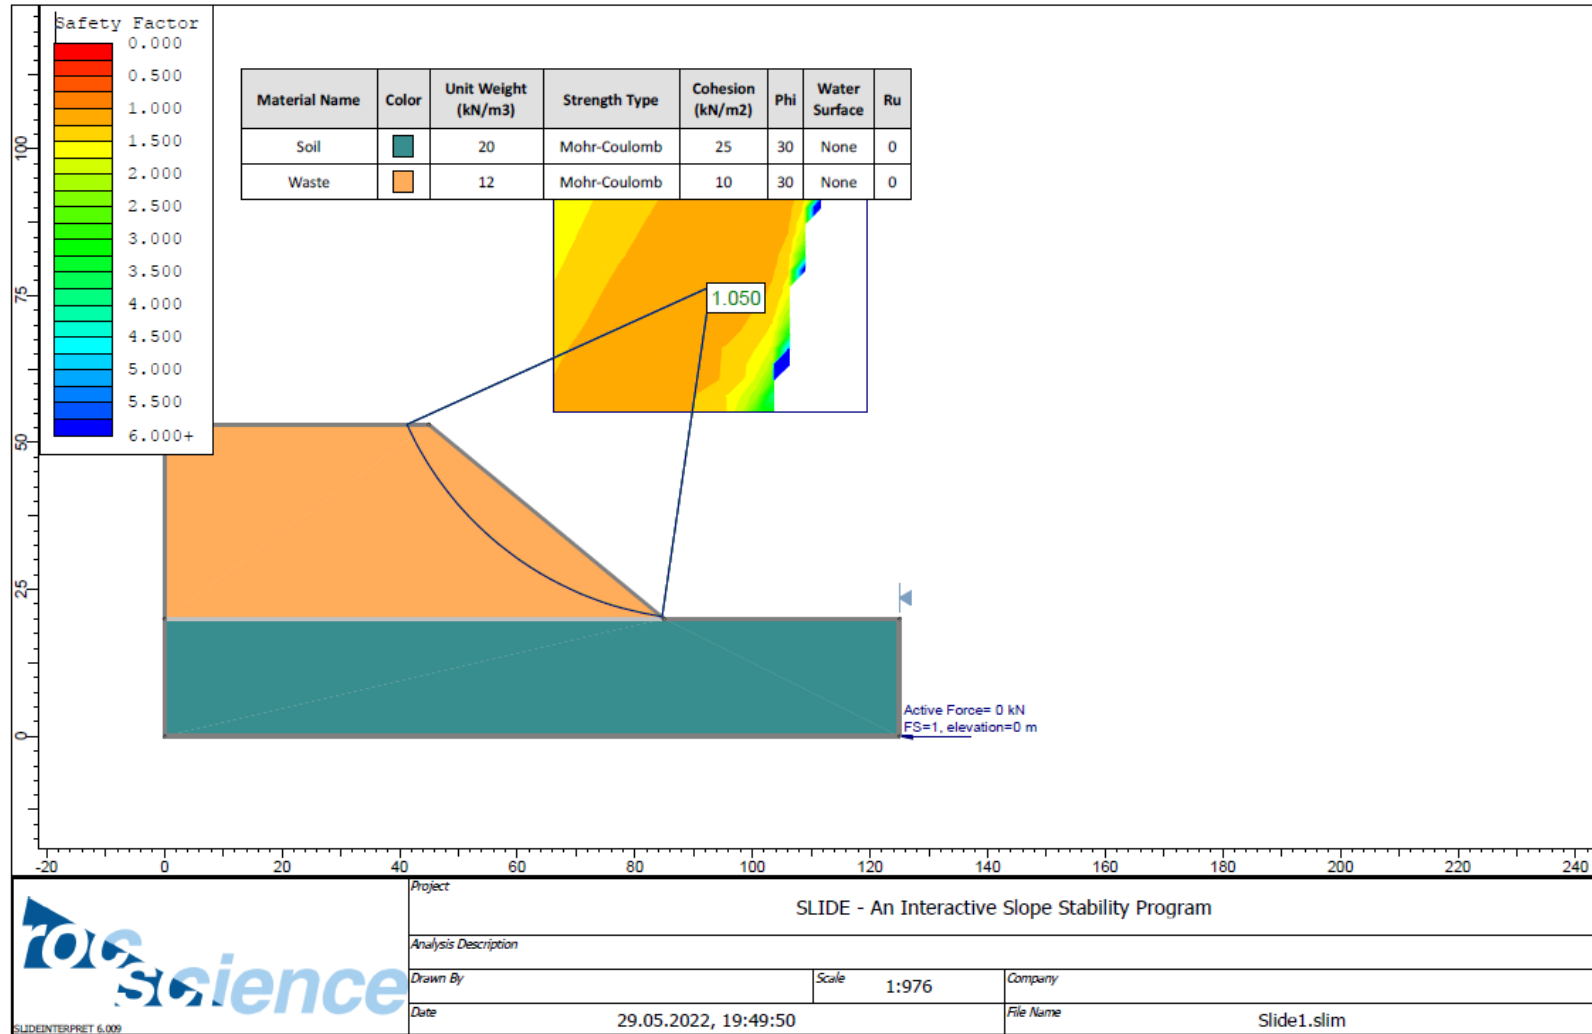 Safety Factor
0.000
0.500
1.000
1.500
2.000
2.500
3.000
3.500
4.000
4.500
5.000
5.500
6.000+
Material Name Color Unit Weight (kN/m3) Strength Type Cohesion (kN/m2) Phi Water Surface Ru
Soil 20 Mohr-Coulomb 25 30 None 0
Waste 12 Mohr-Coulomb 10 30 None 0
1.050
100
75
50
25
0
Active Force= 0 kN
FS=1, elevation=0 m
-20 0 20 40 60 80 100 120 140 160 180 200 220 240
rocscience
SLIDEINTERPRET 6.009
Project
SLIDE - An Interactive Slope Stability Program
Analysis Description
Drawn By
Scale 1:976
Company
Date 29.05.2022, 19:49:50
File Name Slide1.slim